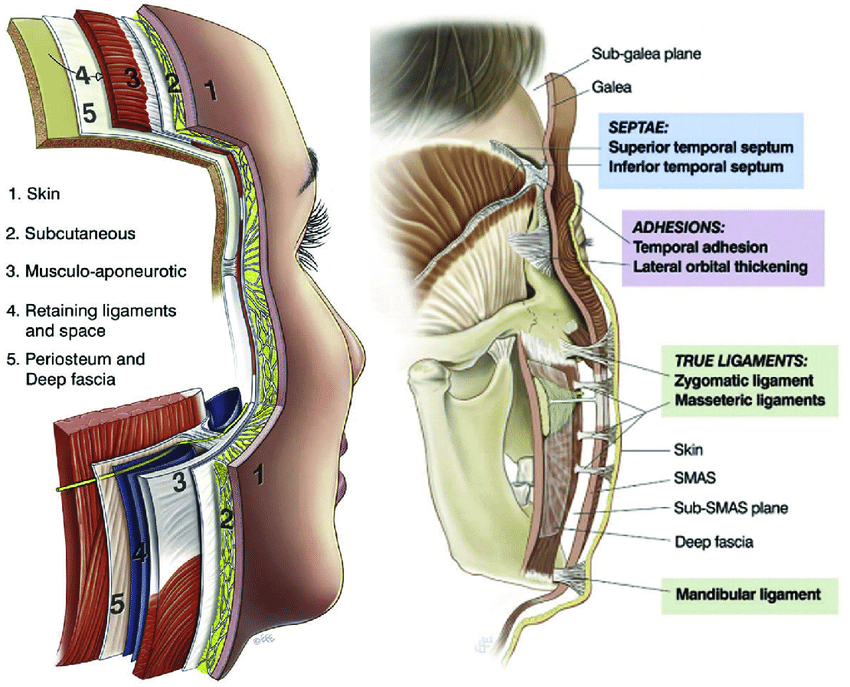 4
3
2
1
5
1. Skin
2. Subcutaneous
3. Musculo-aponeurotic
4. Retaining ligaments
and space
5. Periosteum and
Deep fascia
3
1
2
4
5
Sub-galea plane
Galea
SEPTAE:
Superior temporal septum
Inferior temporal septum
ADHESIONS:
Temporal adhesion
Lateral orbital thickening
TRUE LIGAMENTS:
Zygomatic ligament
Masseteric ligaments
Skin
SMAS
Sub-SMAS plane
Deep fascia
Mandibular ligament